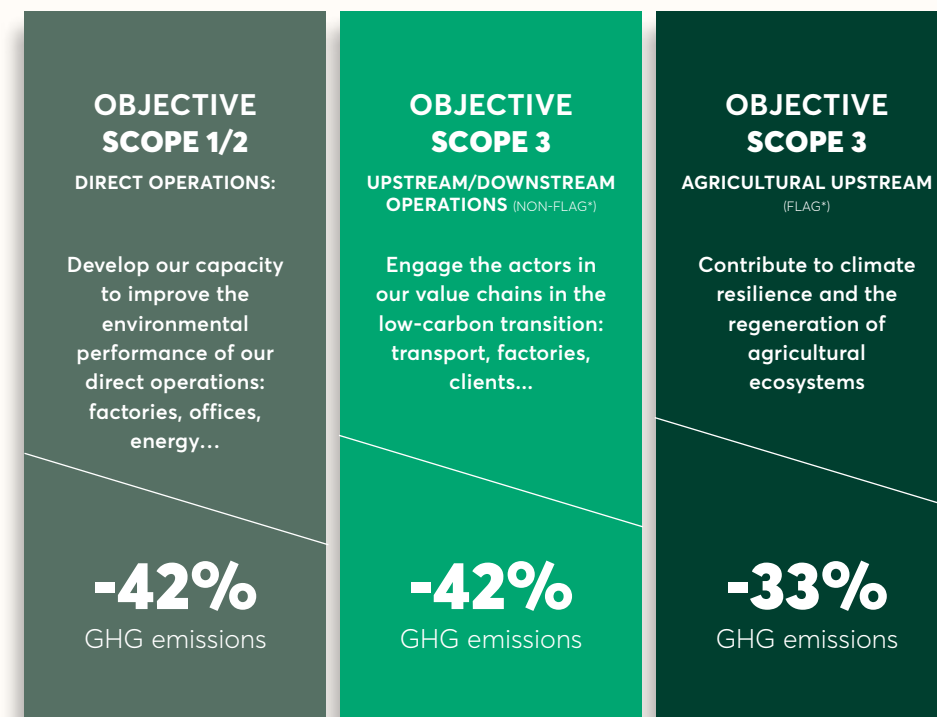 OBJECTIVE
SCOPE 1/2
DIRECT OPERATIONS:
Develop our capacity
to improve the
environmental
performance of our
direct operations:
factories, offices,
energy...
-42%
GHG emissions
OBJECTIVE
SCOPE 3
UPSTREAM/DOWNSTREAM
OPERATIONS (NON-FLAG*)
Engage the actors in
our value chains in the
low-carbon transition:
transport, factories,
clients...
-42%
GHG emissions
OBJECTIVE
SCOPE 3
AGRICULTURAL UPSTREAM
(FLAG*)
Contribute to climate
resilience and the
regeneration of
agricultural
ecosystems
-33%
GHG emissions